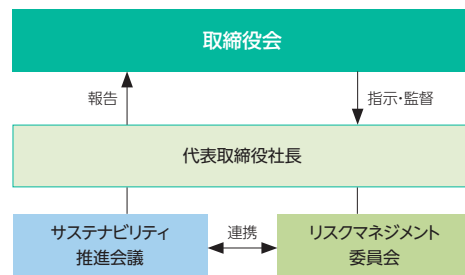 取締役会
報告
指示・監督
代表取締役社長
サステナビリティ
推進会議
連携
リスクマネジメント
委員会